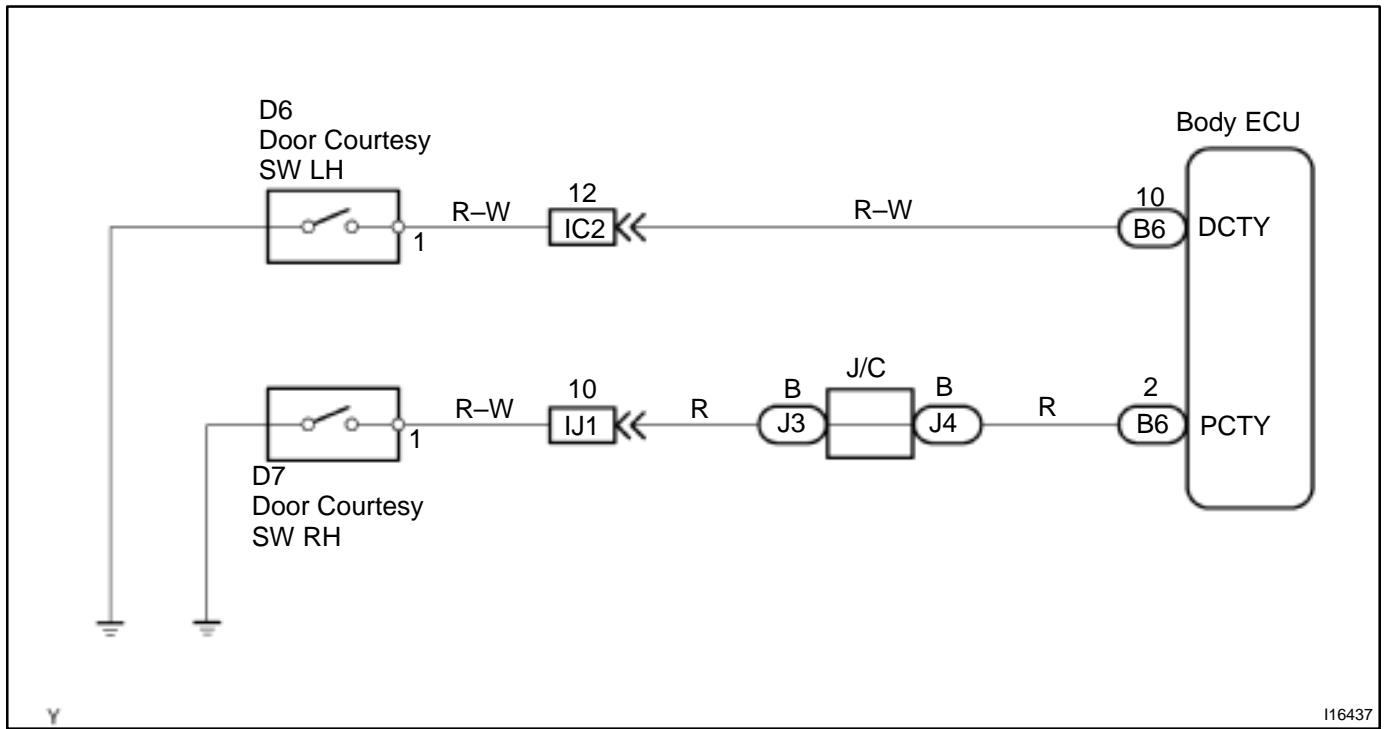 D6
Door Courtesy
SW LH
Body ECU
12
10
R–W
R–W
IC2
B6
DCTY
1
J/C
10
B
B
2
R–W
R
R
IJ1
J3
J4
B6
PCTY
1
D7
Door Courtesy
SW RH
Y
I16437